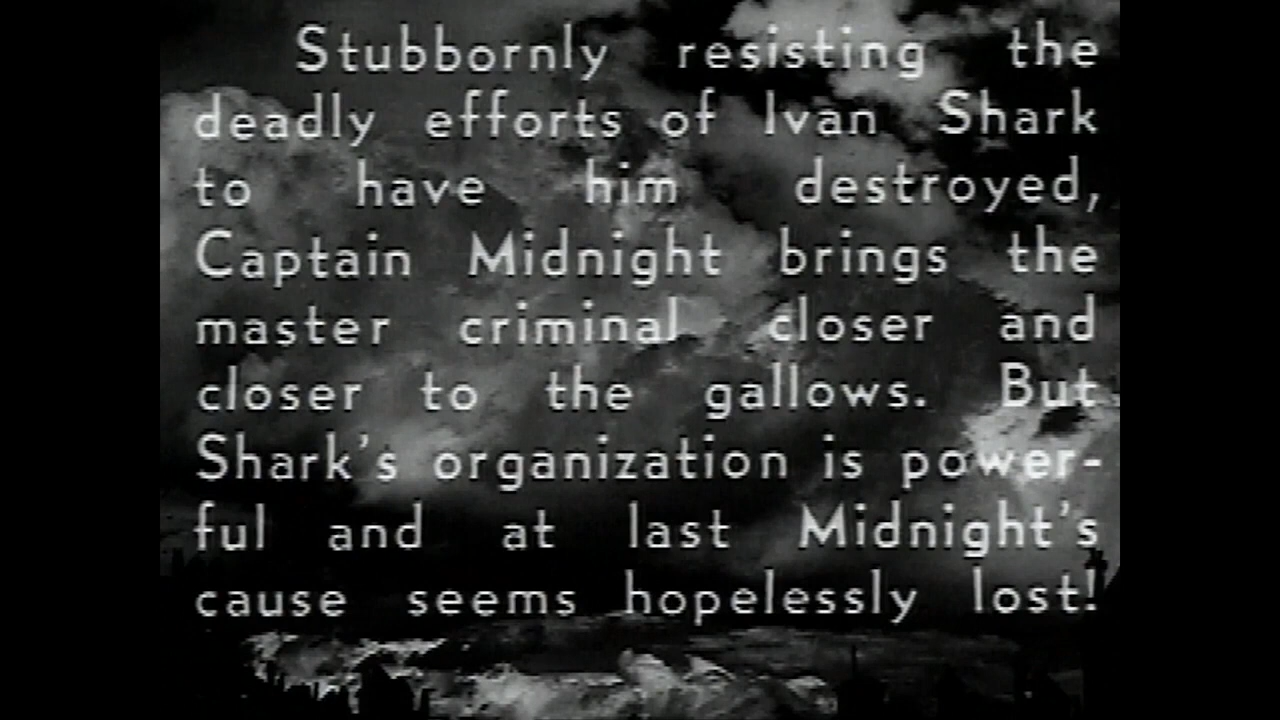 Stubbornly resisting the
deadly efforts of Ivan Shark
to have him destroyed,
Captain Midnight brings the
master criminal closer and
closer to the gallows. But
Shark's organization is power-
ful and at last Midnight's
cause seems hopelessly lost!